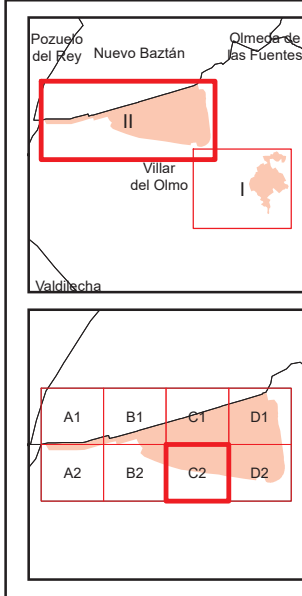 Pozuelo
del Rey
Nuevo Baztán
Olmeda de
las Fuentes
II
Villar
del Olmo
I
Valdilecha
A1 B1 C1 D1
A2 B2 C2 D2